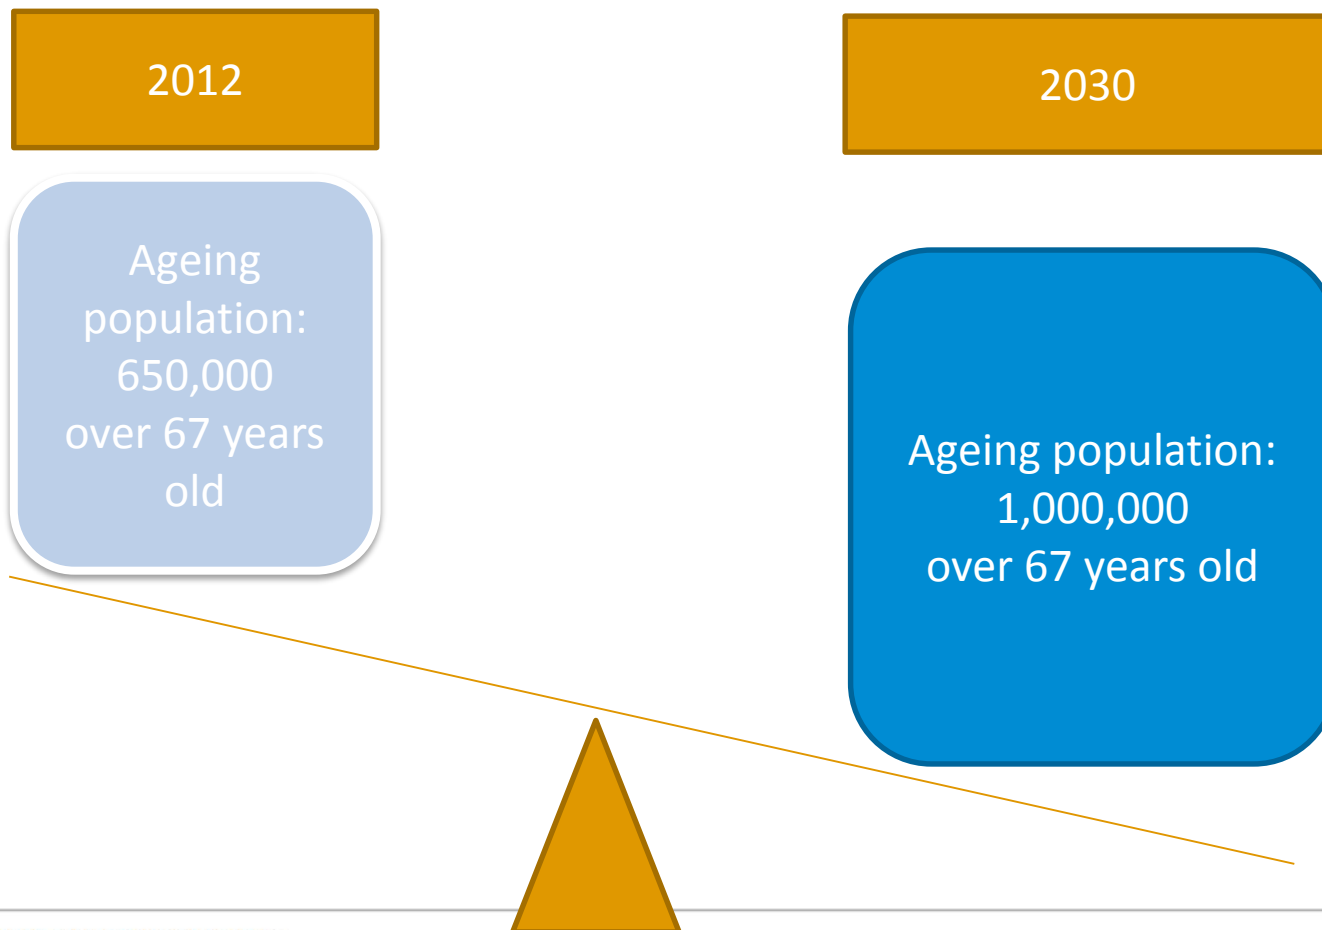 2012
2030
Ageing
population:
650,000
over 67 years
old
Ageing population:
1,000,000
over 67 years old